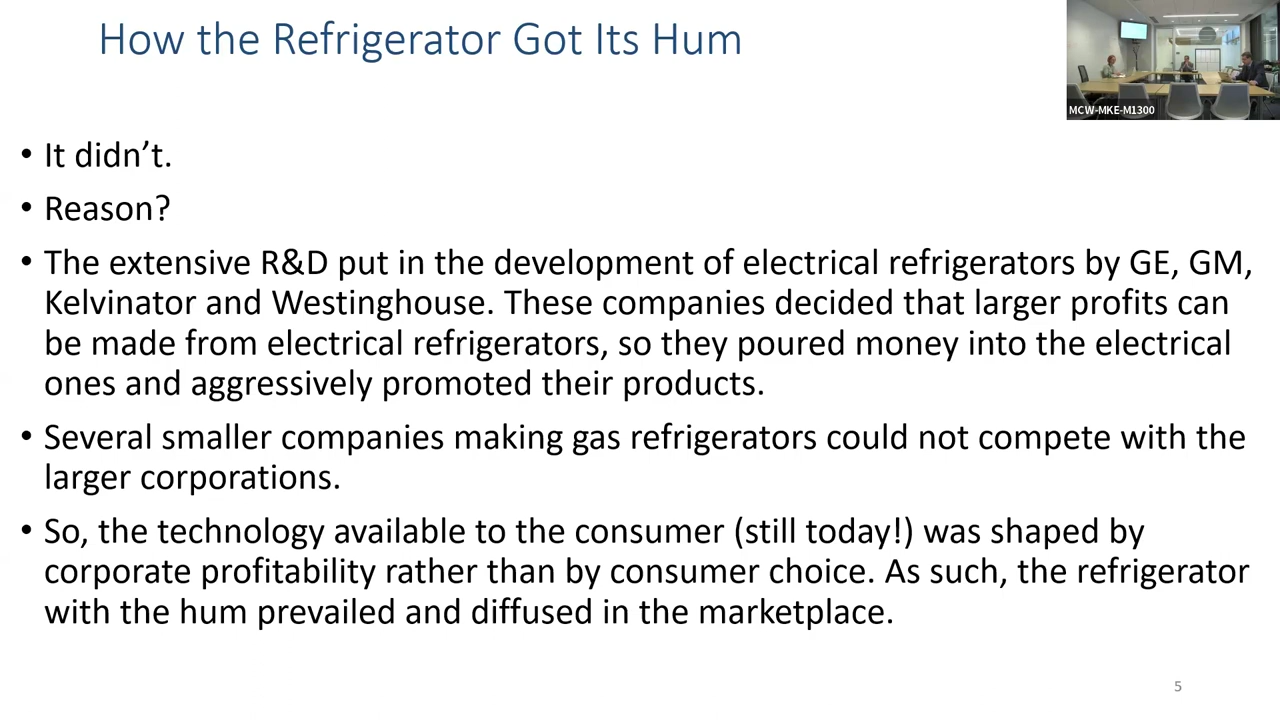 How the Refrigerator Got Its Hum
MCW-MKE-M1300
• It didn’t.
• Reason?
• The extensive R&D put in the development of electrical refrigerators by GE, GM,
Kelvinator and Westinghouse. These companies decided that larger profits can
be made from electrical refrigerators, so they poured money into the electrical
ones and aggressively promoted their products.
• Several smaller companies making gas refrigerators could not compete with the
larger corporations.
• So, the technology available to the consumer (still today!) was shaped by
corporate profitability rather than by consumer choice. As such, the refrigerator
with the hum prevailed and diffused in the marketplace.
5